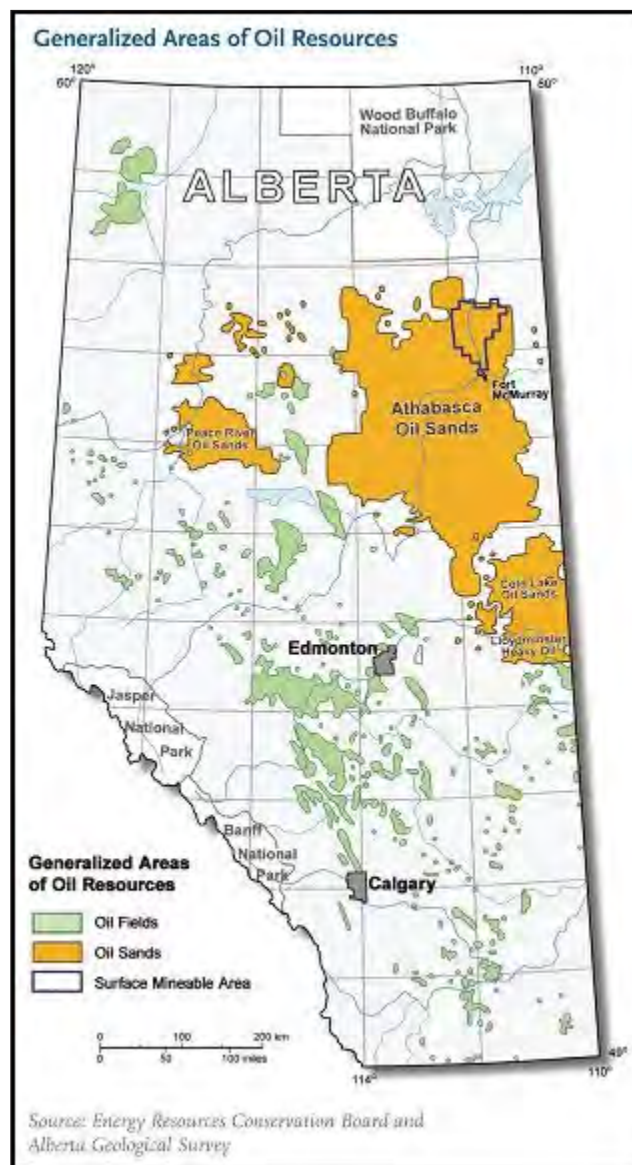 Generalized Areas of Oil Resources
120°
110°
60°
60°
Wood Buffalo
National Park
ALBERTA
Fort
McMurray
Athabasca
Oil Sands
Peace River
Oil Sands
Cold Lake
Oil Sands
Lloydminster
Heavy Oil
Edmonton
Jasper
National
Park
Banff
National
Park
Calgary
Generalized Areas
of Oil Resources
Oil Fields
Oil Sands
Surface Mineable Area
0 100 200 km
0 50 100 miles
49°
114°
110°
Source: Energy Resources Conservation Board and
Alberta Geological Survey